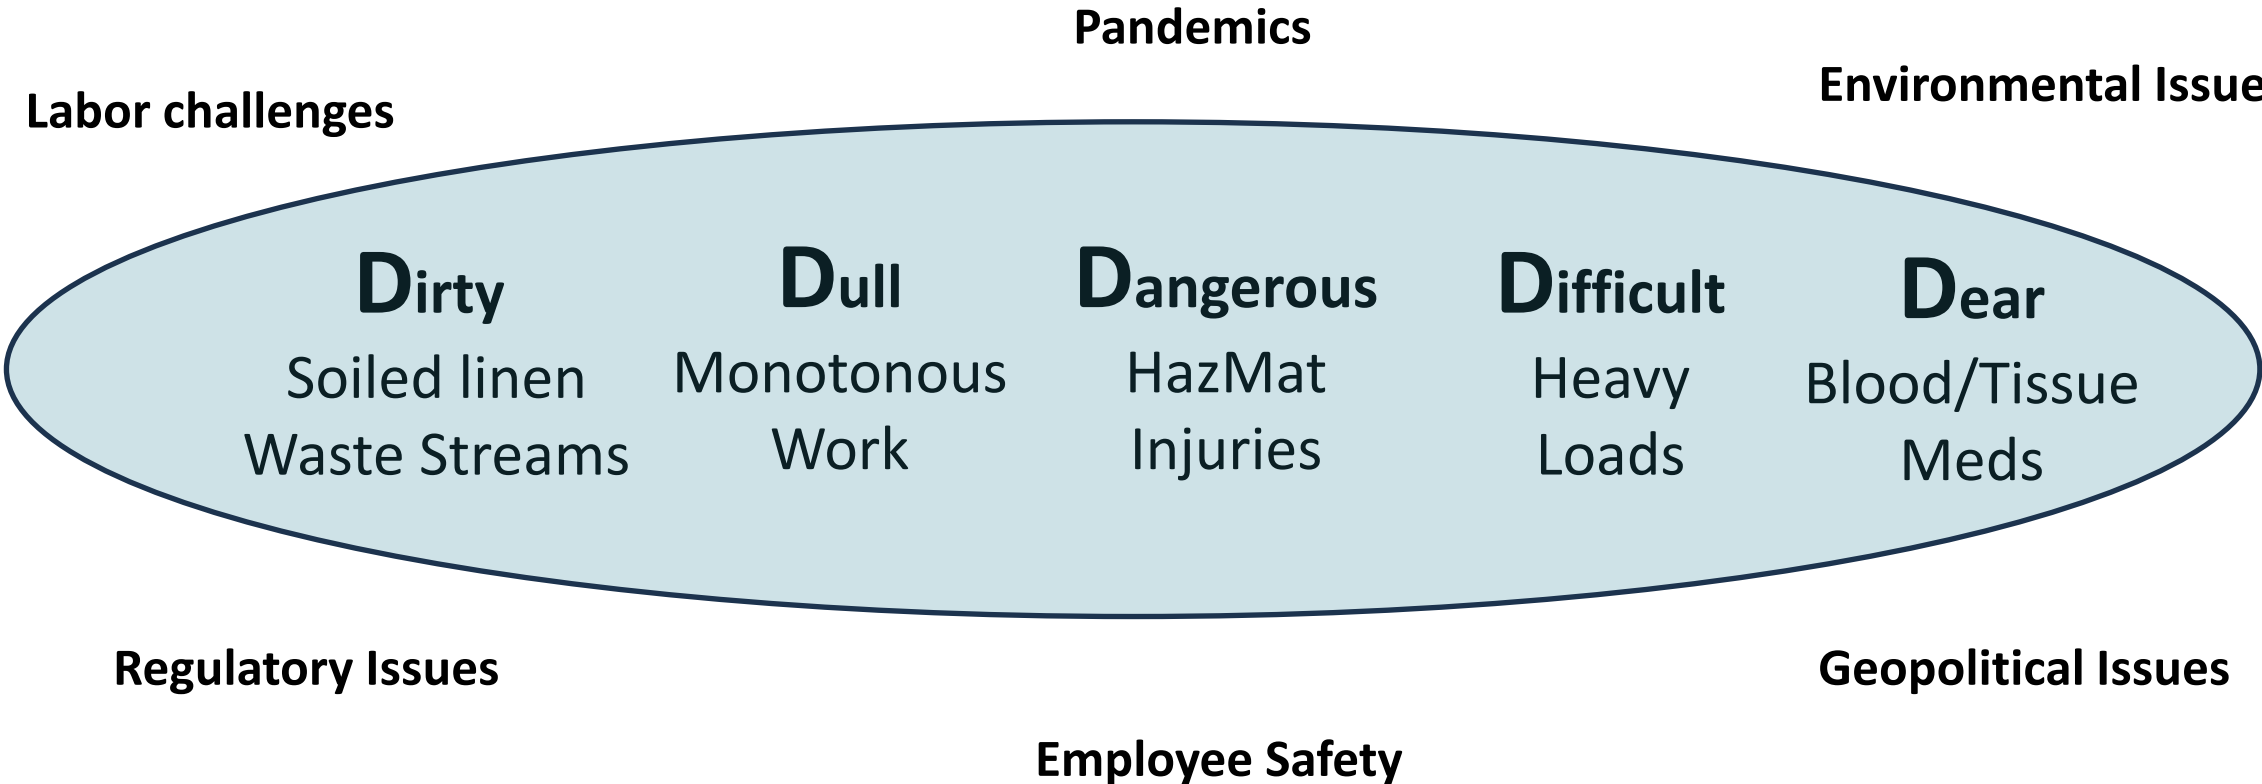 Pandemics
Environmental Issue
Labor challenges
Dirty
Soiled linen
Waste Streams
Dull
Monotonous
Work
Dangerous
HazMat
Injuries
Difficult
Heavy
Loads
Dear
Blood/Tissue
Meds
Regulatory Issues
Geopolitical Issues
Employee Safety